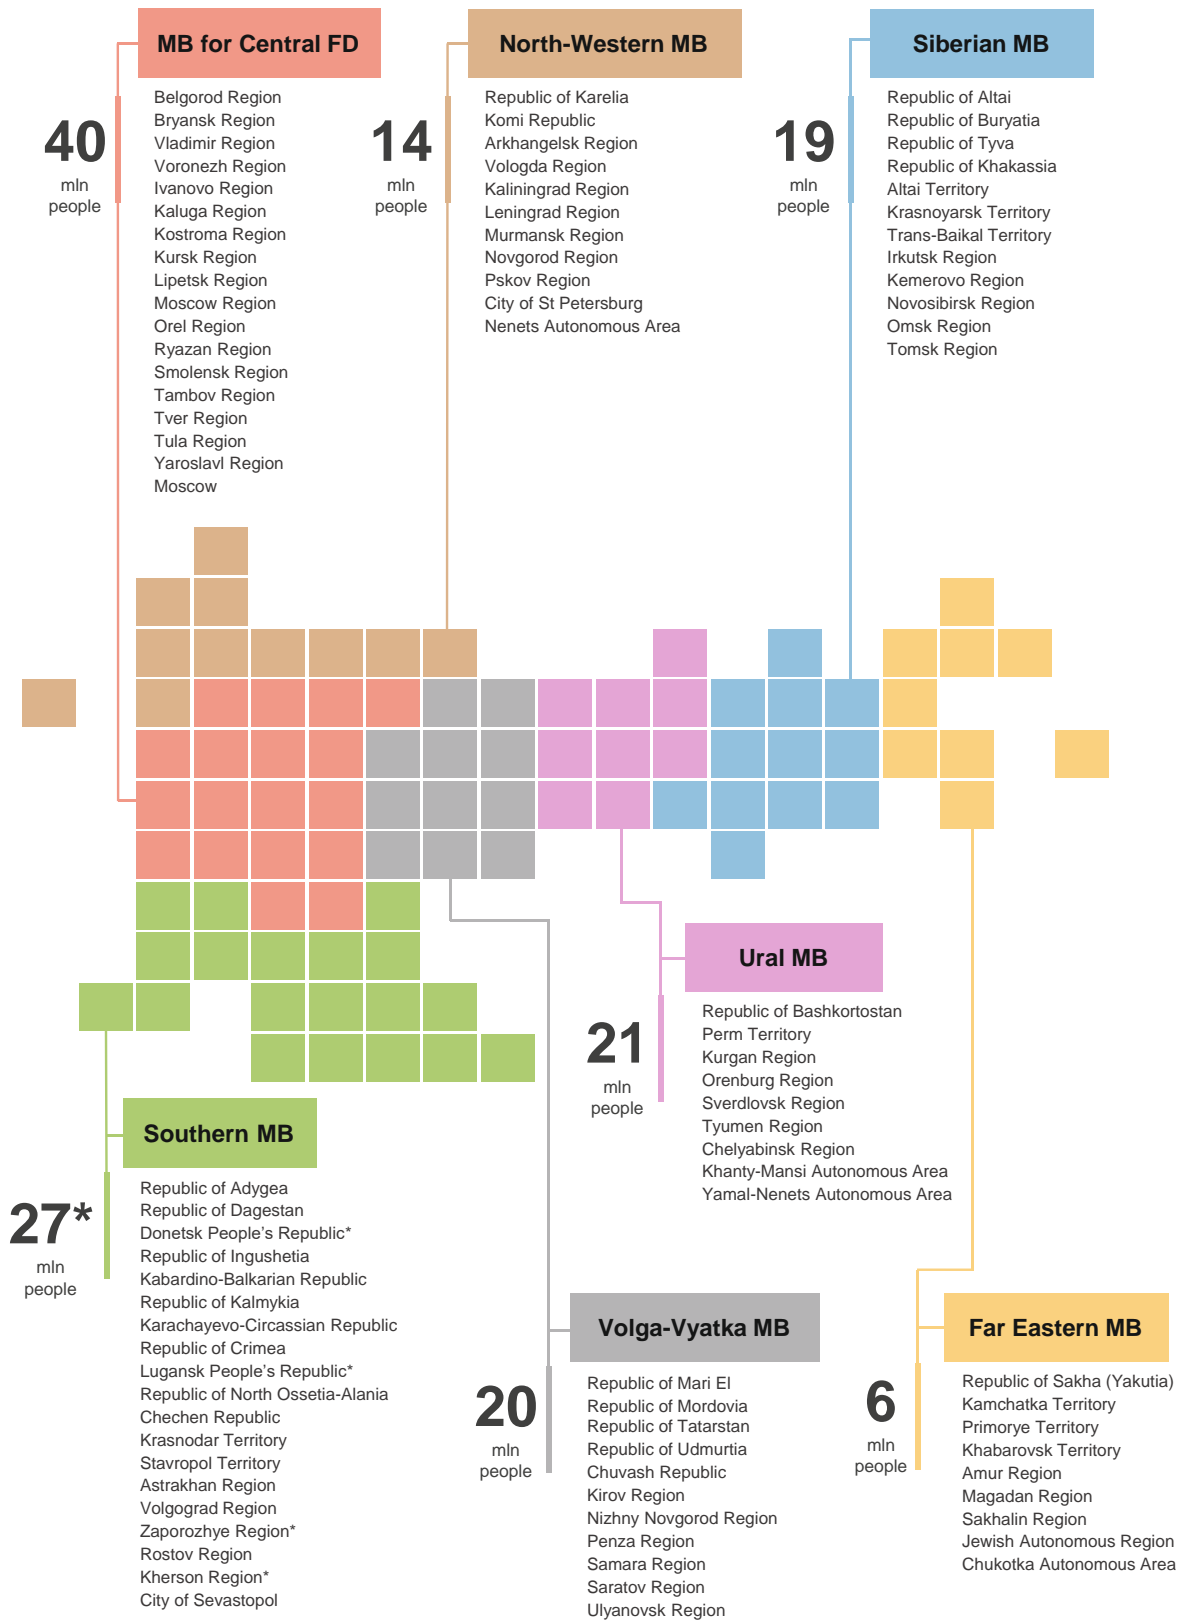 MB for Central FD
40
mln
people
Belgorod Region
Bryansk Region
Vladimir Region
Voronezh Region
Ivanovo Region
Kaluga Region
Kostroma Region
Kursk Region
Lipetsk Region
Moscow Region
Orel Region
Ryazan Region
Smolensk Region
Tambov Region
Tver Region
Tula Region
Yaroslavl Region
Moscow
North-Western MB
14
mln
people
Republic of Karelia
Komi Republic
Arkhangelsk Region
Vologda Region
Kaliningrad Region
Leningrad Region
Murmansk Region
Novgorod Region
Pskov Region
City of St Petersburg
Nenets Autonomous Area
Siberian MB
19
mln
people
Republic of Altai
Republic of Buryatia
Republic of Tyva
Republic of Khakassia
Altai Territory
Krasnoyarsk Territory
Trans-Baikal Territory
Irkutsk Region
Kemerovo Region
Novosibirsk Region
Omsk Region
Tomsk Region
Ural MB
21
mln
people
Republic of Bashkortostan
Perm Territory
Kurgan Region
Orenburg Region
Sverdlovsk Region
Tyumen Region
Chelyabinsk Region
Khanty-Mansi Autonomous Area
Yamal-Nenets Autonomous Area
Southern MB
27*
mln
people
Republic of Adygea
Republic of Dagestan
Donetsk People's Republic*
Republic of Ingushetia
Kabardino-Balkarian Republic
Republic of Kalmykia
Karachayevo-Circassian Republic
Republic of Crimea
Lugansk People's Republic*
Republic of North Ossetia-Alania
Chechen Republic
Krasnodar Territory
Stavropol Territory
Astrakhan Region
Volgograd Region
Zaporozhye Region*
Rostov Region
Kherson Region*
City of Sevastopol
Volga-Vyatka MB
20
mln
people
Republic of Mari El
Republic of Mordovia
Republic of Tatarstan
Republic of Udmurtia
Chuvash Republic
Kirov Region
Nizhny Novgorod Region
Penza Region
Samara Region
Saratov Region
Ulyanovsk Region
Far Eastern MB
6
mln
people
Republic of Sakha (Yakutia)
Kamchatka Territory
Primorye Territory
Khabarovsk Territory
Amur Region
Magadan Region
Sakhalin Region
Jewish Autonomous Region
Chukotka Autonomous Area